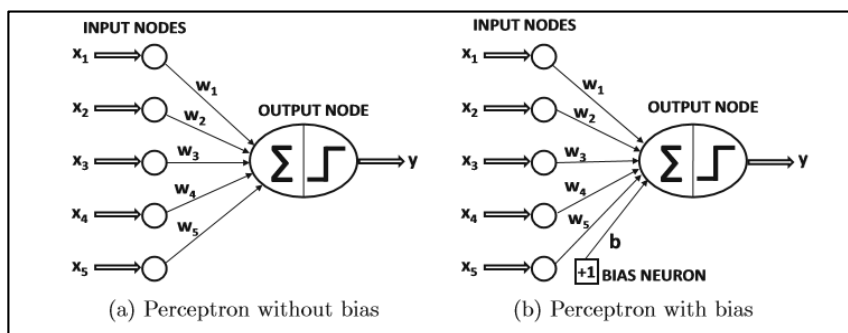 INPUT NODES
x1
w1
x2
w2
OUTPUT NODE
x3
w3
Σ
y
x4
w4
w5
x5
(a) Perceptron without bias
INPUT NODES
x1
w1
x2
w2
OUTPUT NODE
x3
w3
Σ
y
x4
w4
w5
b
x5
+1 BIAS NEURON
(b) Perceptron with bias